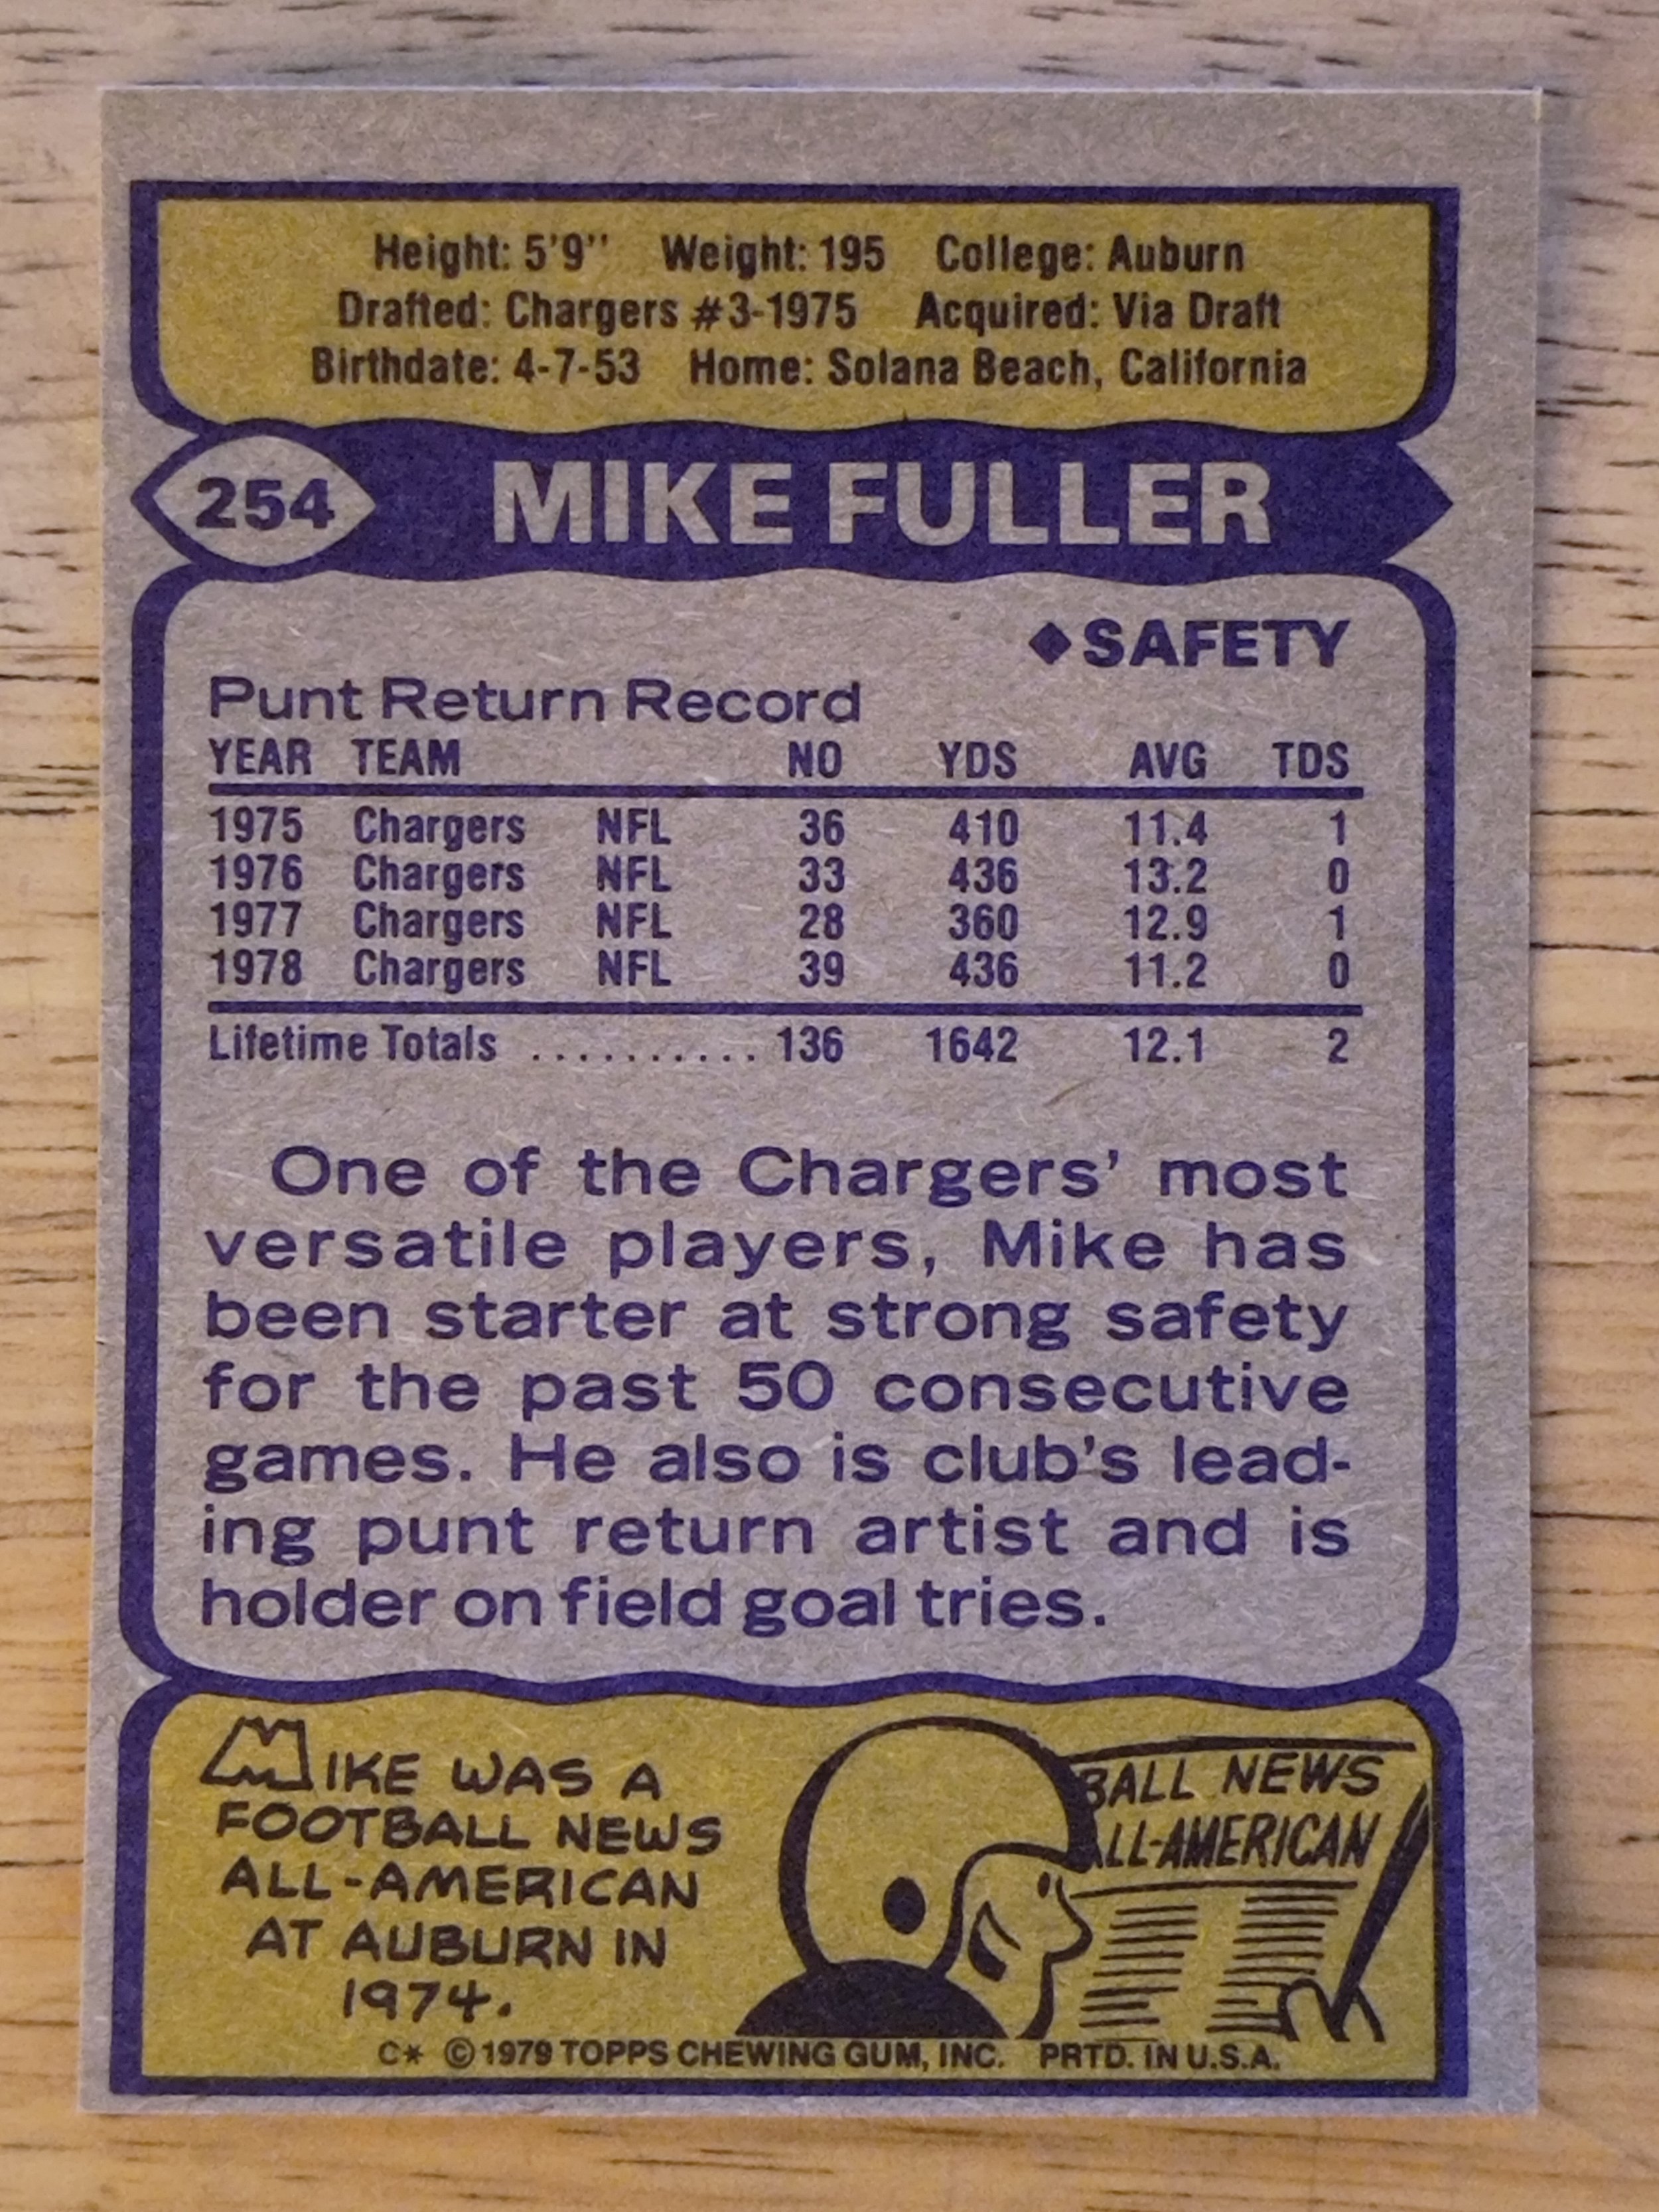 Height: 5'9'' Weight: 195 College: Auburn
Drafted: Chargers #3-1975 Acquired: Via Draft
Birthdate: 4-7-53 Home: Solana Beach, California
254 MIKE FULLER
◆SAFETY
Punt Return Record
YEAR TEAM NO YDS AVG TDS
1975 Chargers NFL 36 410 11.4 1
1976 Chargers NFL 33 436 13.2 0
1977 Chargers NFL 28 360 12.9 1
1978 Chargers NFL 39 436 11.2 0
Lifetime Totals .......... 136 1642 12.1 2
One of the Chargers' most
versatile players, Mike has
been starter at strong safety
for the past 50 consecutive
games. He also is club's lead-
ing punt return artist and is
holder on field goal tries.
MIKE WAS A
FOOTBALL NEWS
ALL-AMERICAN
AT AUBURN IN
1974.
BALL NEWS
ALL-AMERICAN
C* © 1979 TOPPS CHEWING GUM, INC. PRTD. IN U.S.A.